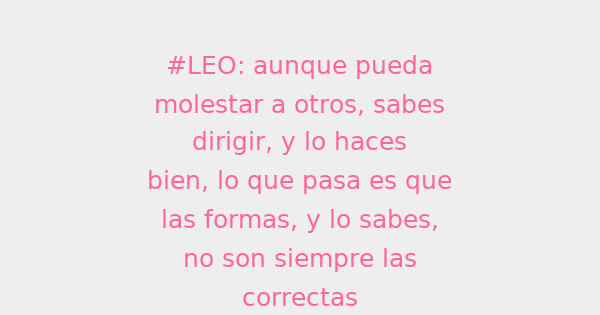 #LEO: aunque pueda
molestar a otros, sabes
dirigir, y lo haces
bien, lo que pasa es que
las formas, y lo sabes,
no son siempre las
correctas